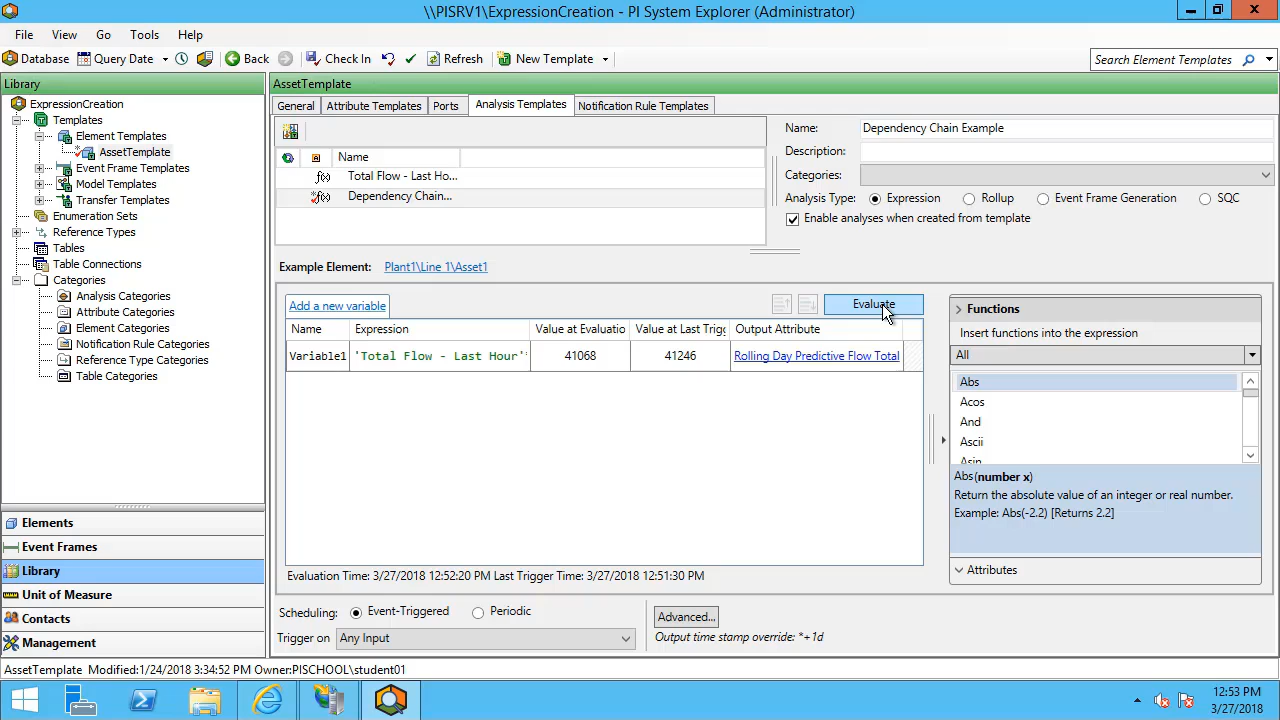 \\PISRV1\ExpressionCreation - PI System Explorer (Administrator)
File View Go Tools Help
Database Query Date Back Check In Refresh New Template Search Element Templates
Library
ExpressionCreation
Templates
Element Templates
AssetTemplate
Event Frame Templates
Model Templates
Transfer Templates
Enumeration Sets
Reference Types
Tables
Table Connections
Categories
Analysis Categories
Attribute Categories
Element Categories
Notification Rule Categories
Reference Type Categories
Table Categories
Elements
Event Frames
Library
Unit of Measure
Contacts
Management
AssetTemplate
General Attribute Templates Ports Analysis Templates Notification Rule Templates
Name
Total Flow - Last Ho...
Dependency Chain...
Name: Dependency Chain Example
Description:
Categories:
Analysis Type: Expression Rollup Event Frame Generation SQC
Enable analyses when created from template
Example Element: Plant1\Line 1\Asset1
Add a new variable
Evaluate
Name Expression Value at Evaluatio Value at Last Trigg Output Attribute
Variable1 'Total Flow - Last Hour' 41068 41246 Rolling Day Predictive Flow Total
Evaluation Time: 3/27/2018 12:52:20 PM Last Trigger Time: 3/27/2018 12:51:30 PM
Functions
Insert functions into the expression
All
Abs
Acos
And
Ascii
Asin
Abs(number x)
Return the absolute value of an integer or real number.
Example: Abs(-2.2) [Returns 2.2]
Attributes
Scheduling: Event-Triggered Periodic
Trigger on Any Input
Advanced...
Output time stamp override: *+1d
AssetTemplate Modified:1/24/2018 3:34:52 PM Owner:PISCHOOL\student01
12:53 PM
3/27/2018